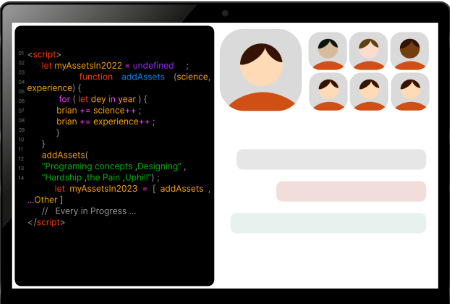 <script>
let myAssetsIn2022 = undefined ;
function addAssets (science,
experience) {
for ( let dey in year ) {
brian += science++ ;
brian += experience++ ;
}
}
addAssets(
"Programing concepts ,Designing" ,
"Hardship ,the Pain ,Uphill") ;
let myAssetsIn2023 = [ addAssets ,
...Other ]
// Every in Progress ...
</script>